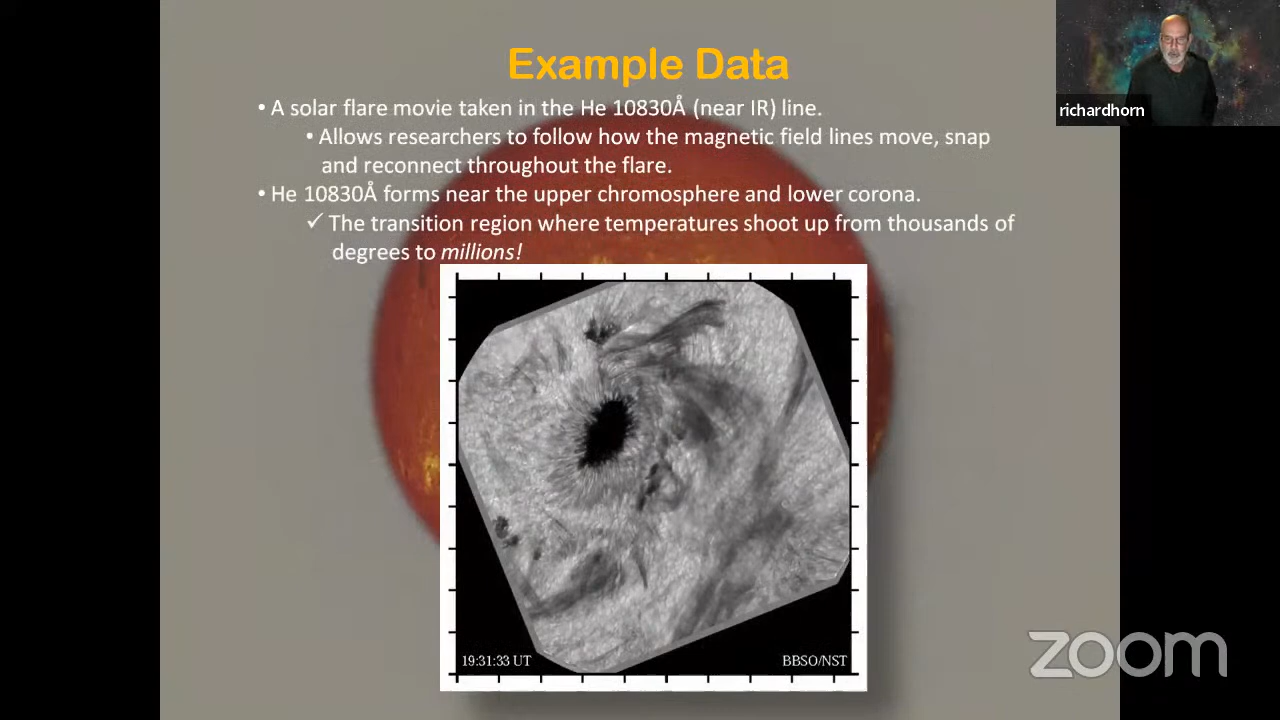 Example Data
• A solar flare movie taken in the He 10830Å (near IR) line.
• Allows researchers to follow how the magnetic field lines move, snap
and reconnect throughout the flare.
• He 10830Å forms near the upper chromosphere and lower corona.
✓ The transition region where temperatures shoot up from thousands of
degrees to millions!
richardhorn
19:31:33 UT
BBSO/NST
zoom